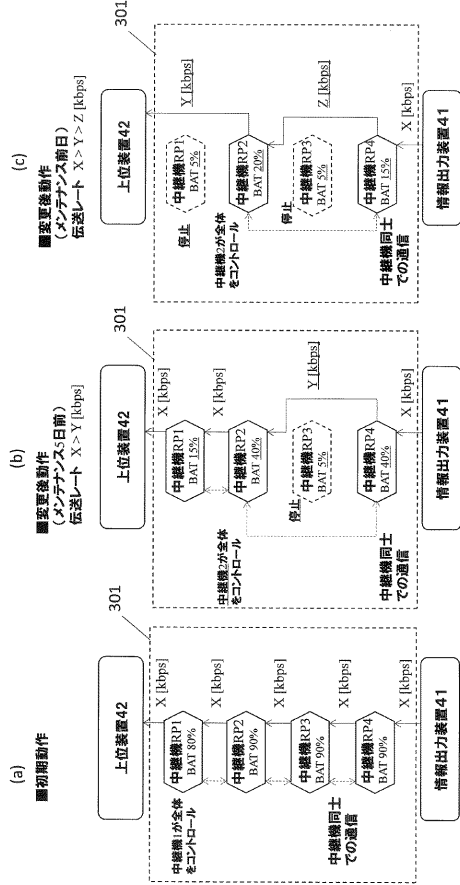 (a)
■初期動作
301
上位装置42
X [kbps]
中継機RP1
BAT 80%
中継機1が全体
をコントロール
X [kbps]
中継機RP2
BAT 90%
X [kbps]
中継機RP3
BAT 90%
中継機同士
での通信
X [kbps]
中継機RP4
BAT 90%
X [kbps]
情報出力装置41
(b)
■変更後動作
(メンテナンス5日前)
伝送レート X > Y [kbps]
301
上位装置42
X [kbps]
中継機RP1
BAT 15%
X [kbps]
中継機RP2
BAT 40%
中継機2が全体
をコントロール
Y [kbps]
停止
中継機RP3
BAT 5%
中継機RP4
BAT 40%
中継機同士
での通信
X [kbps]
情報出力装置41
(c)
■変更後動作
(メンテナンス前日)
伝送レート X > Y > Z [kbps]
301
上位装置42
Y [kbps]
停止
中継機RP1
BAT 5%
中継機2が全体
をコントロール
中継機RP2
BAT 20%
Z [kbps]
停止
中継機RP3
BAT 5%
中継機RP4
BAT 15%
中継機同士
での通信
X [kbps]
情報出力装置41